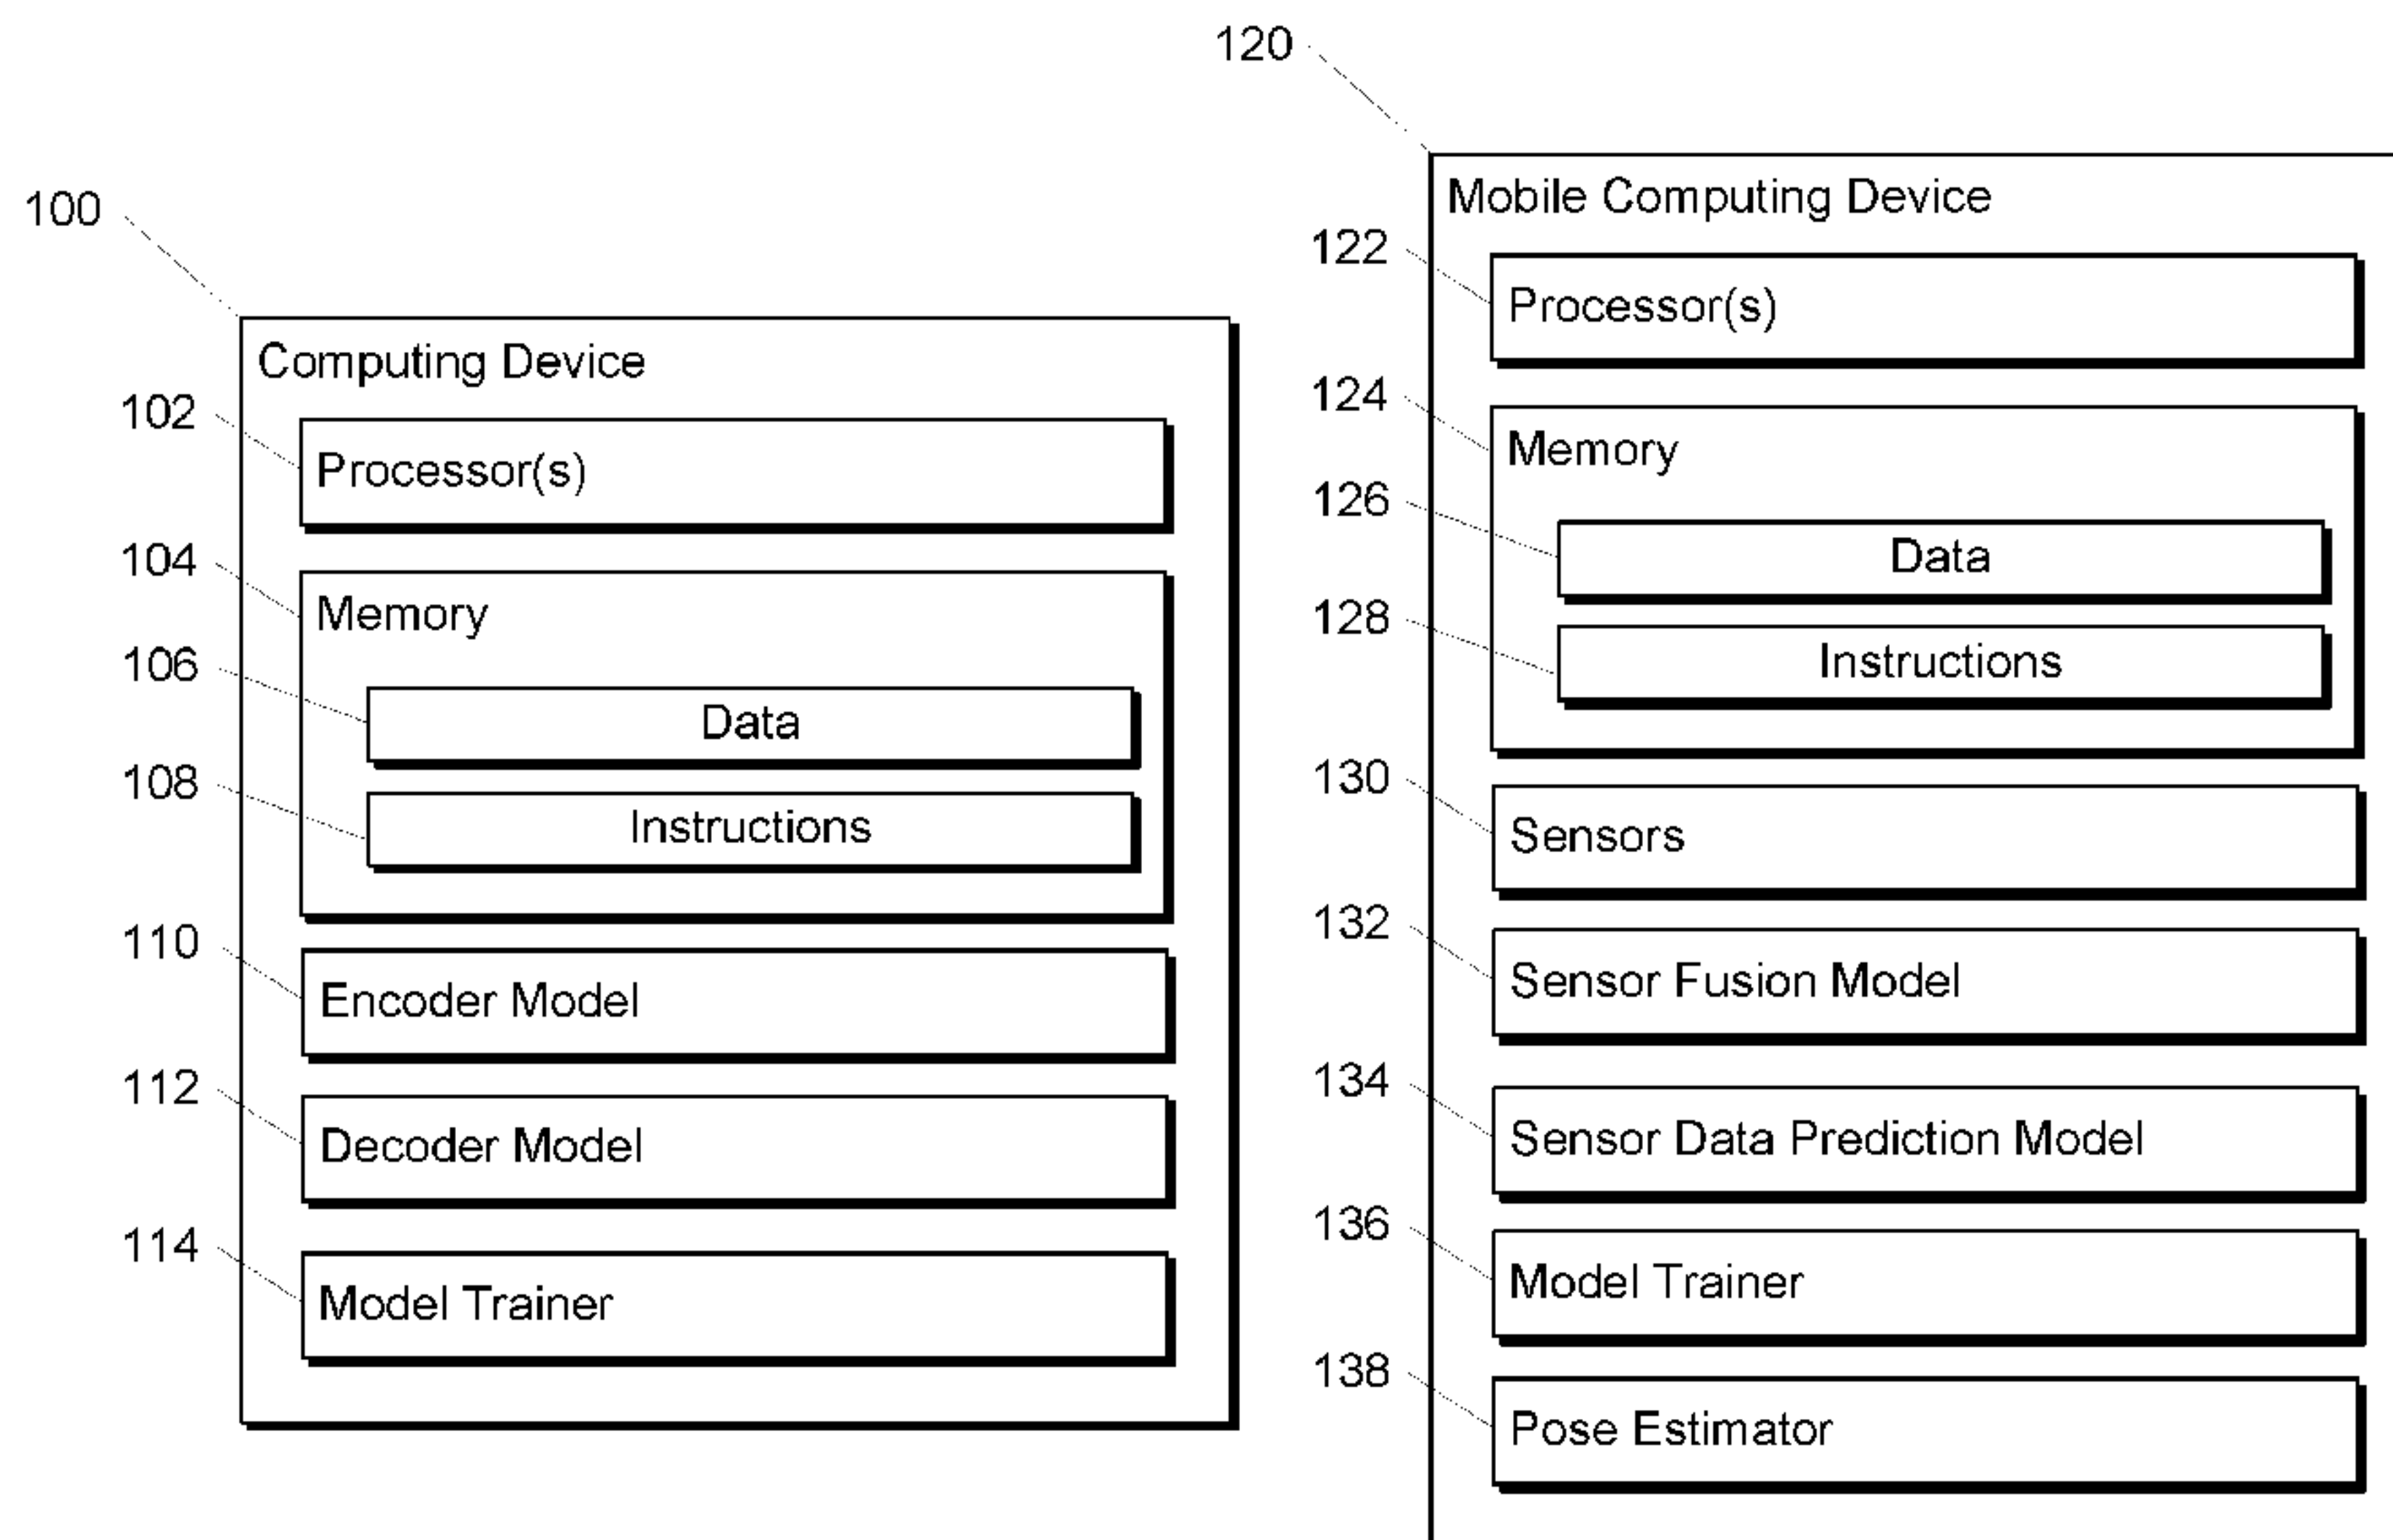 120
100
Computing Device
102
Processor(s)
104
Memory
106
Data
108
Instructions
110
Encoder Model
112
Decoder Model
114
Model Trainer
Mobile Computing Device
122
Processor(s)
124
Memory
126
Data
128
Instructions
130
Sensors
132
Sensor Fusion Model
134
Sensor Data Prediction Model
136
Model Trainer
138
Pose Estimator